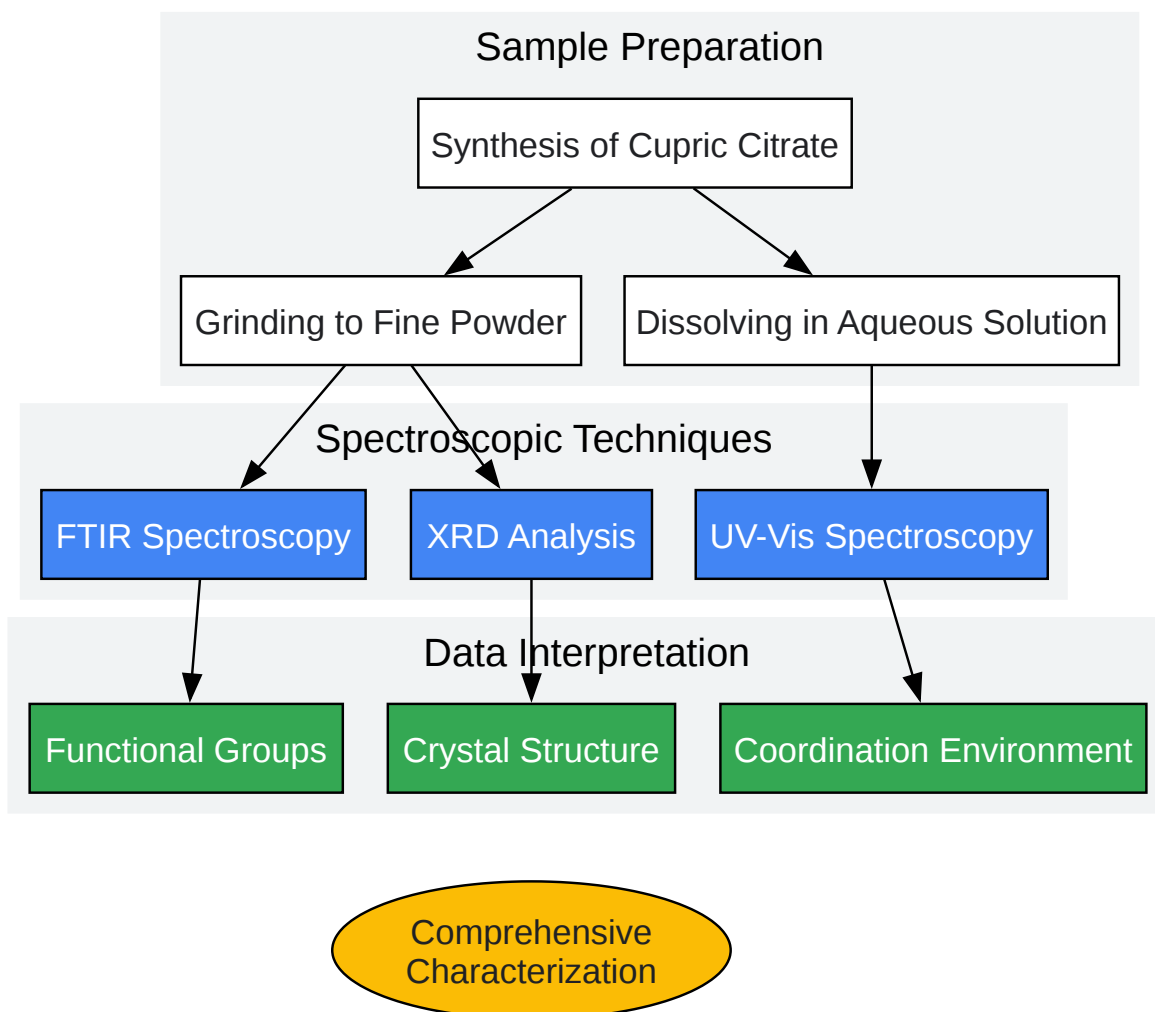 Sample Preparation
Synthesis of Cupric Citrate
Grinding to Fine Powder
Dissolving in Aqueous Solution
Spectroscopic Techniques
FTIR Spectroscopy
XRD Analysis
UV-Vis Spectroscopy
Data Interpretation
Functional Groups
Crystal Structure
Coordination Environment
Comprehensive
Characterization